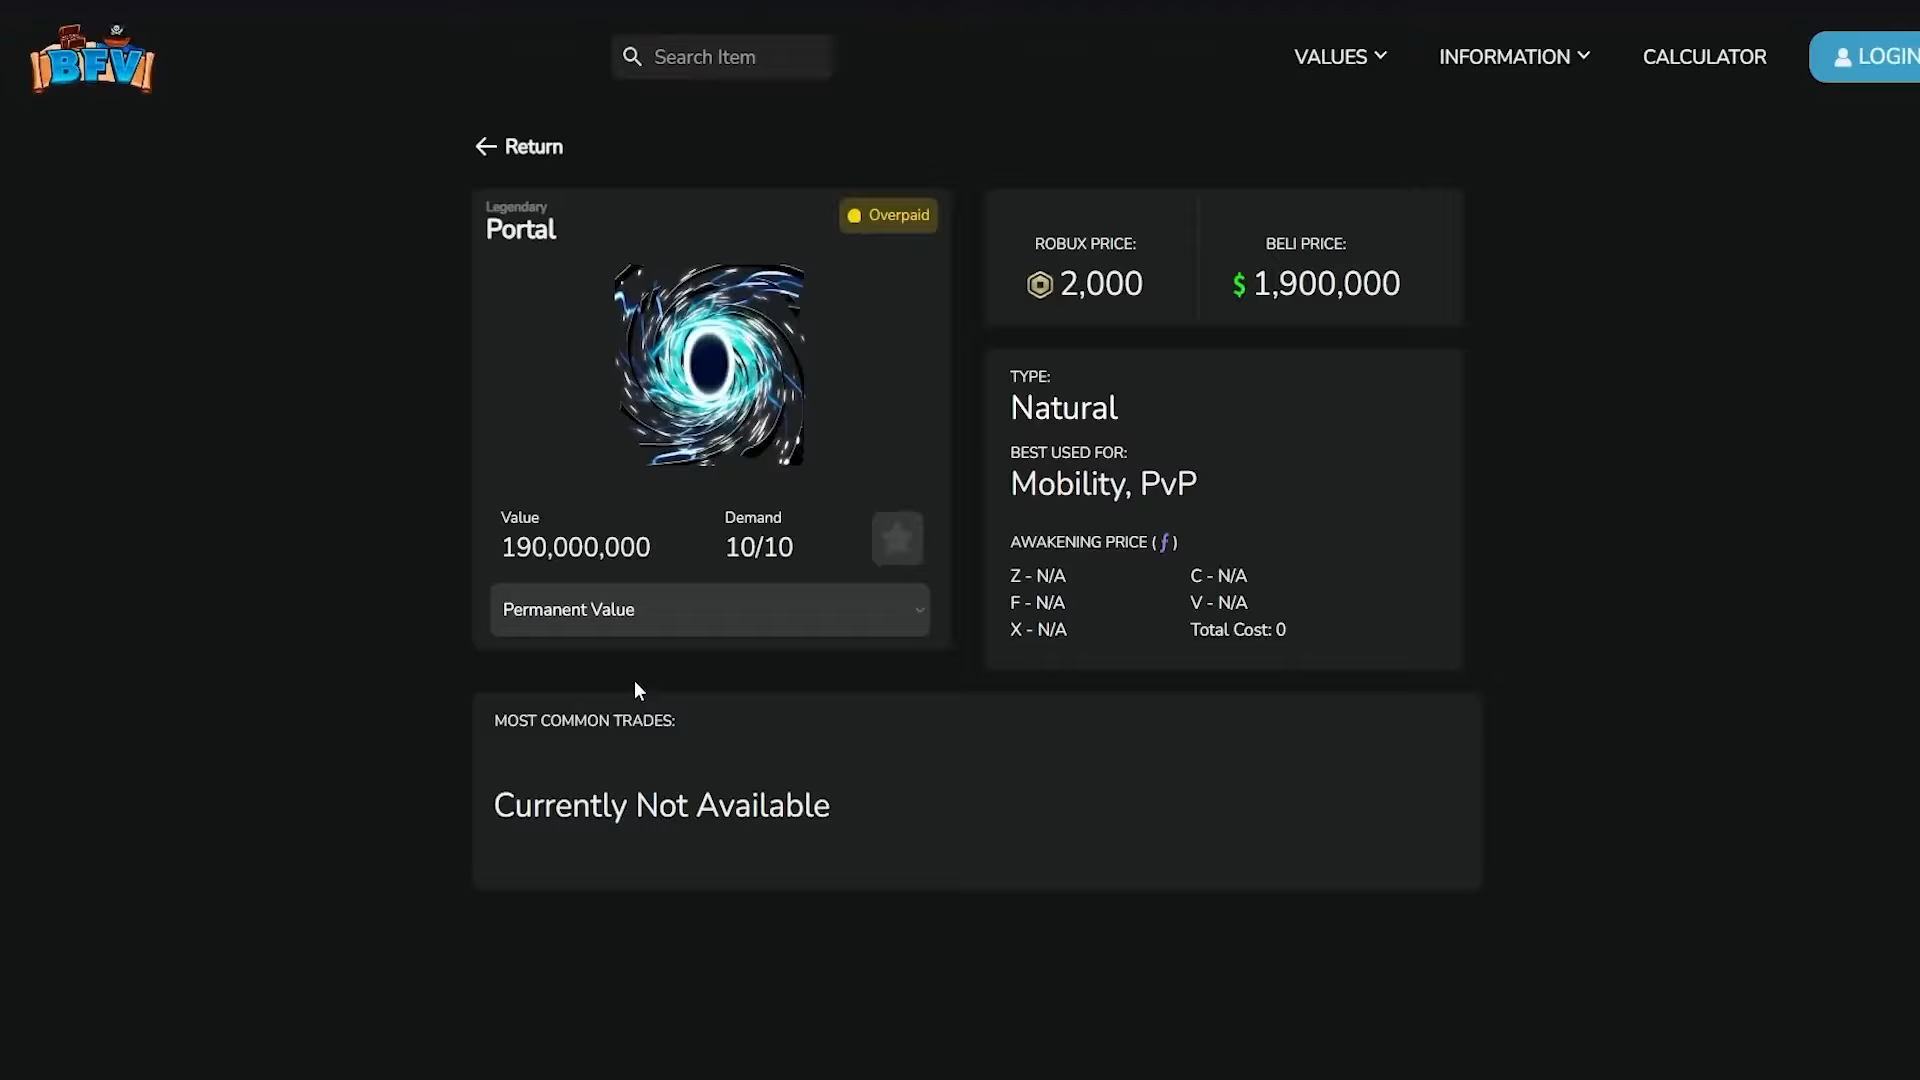 BFV
Search Item
VALUES
INFORMATION
CALCULATOR
LOGIN
Return
Legendary
Portal
Overpaid
Value
190,000,000
Demand
10/10
Permanent Value
ROBUX PRICE:
2,000
BELI PRICE:
$ 1,900,000
TYPE:
Natural
BEST USED FOR:
Mobility, PvP
AWAKENING PRICE ( ƒ )
Z - N/A
C - N/A
F - N/A
V - N/A
X - N/A
Total Cost: 0
MOST COMMON TRADES:
Currently Not Available